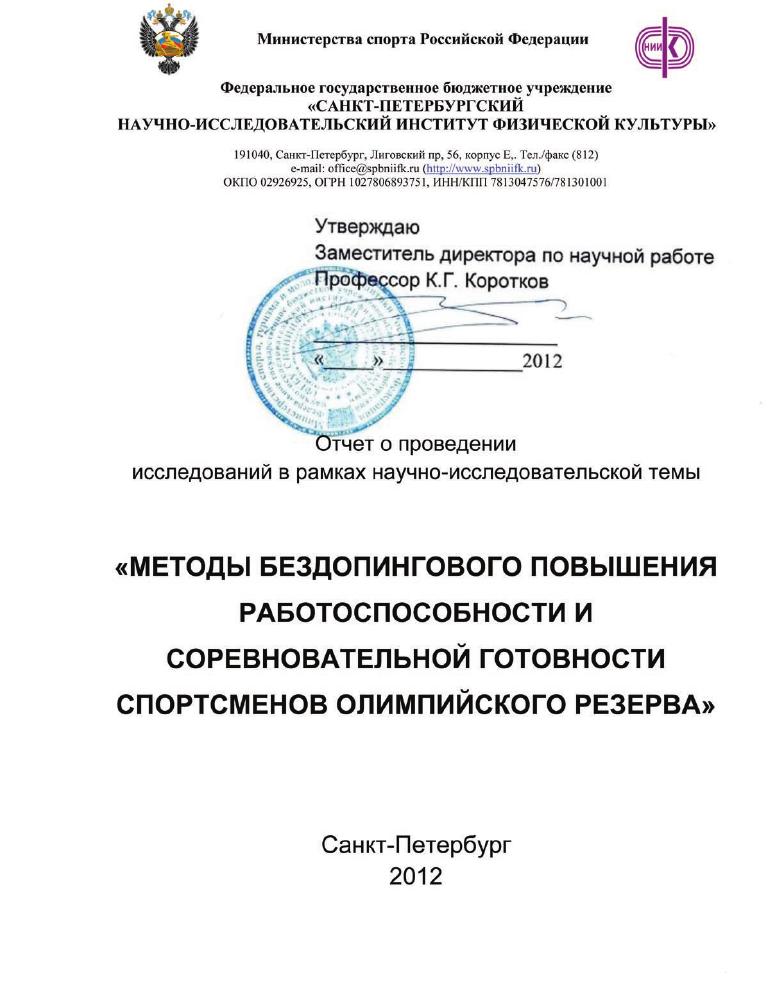 Министерства спорта Российской Федерации
НИИ К
Федеральное государственное бюджетное учреждение
«САНКТ-ПЕТЕРБУРГСКИЙ
НАУЧНО-ИССЛЕДОВАТЕЛЬСКИЙ ИНСТИТУТ ФИЗИЧЕСКОЙ КУЛЬТУРЫ»
191040, Санкт-Петербург, Лиговский пр, 56, корпус Е,. Тел./факс (812)
e-mail: office@spbniifk.ru (http://www.spbniifk.ru)
ОКПО 02926925, ОГРН 1027806893751, ИНН/КПП 7813047576/781301001
Утверждаю
Заместитель директора по научной работе
Профессор К.Г. Коротков
«_____»______________2012
Отчет о проведении
исследований в рамках научно-исследовательской темы
«МЕТОДЫ БЕЗДОПИНГОВОГО ПОВЫШЕНИЯ
РАБОТОСПОСОБНОСТИ И
СОРЕВНОВАТЕЛЬНОЙ ГОТОВНОСТИ
СПОРТСМЕНОВ ОЛИМПИЙСКОГО РЕЗЕРВА»
Санкт-Петербург
2012